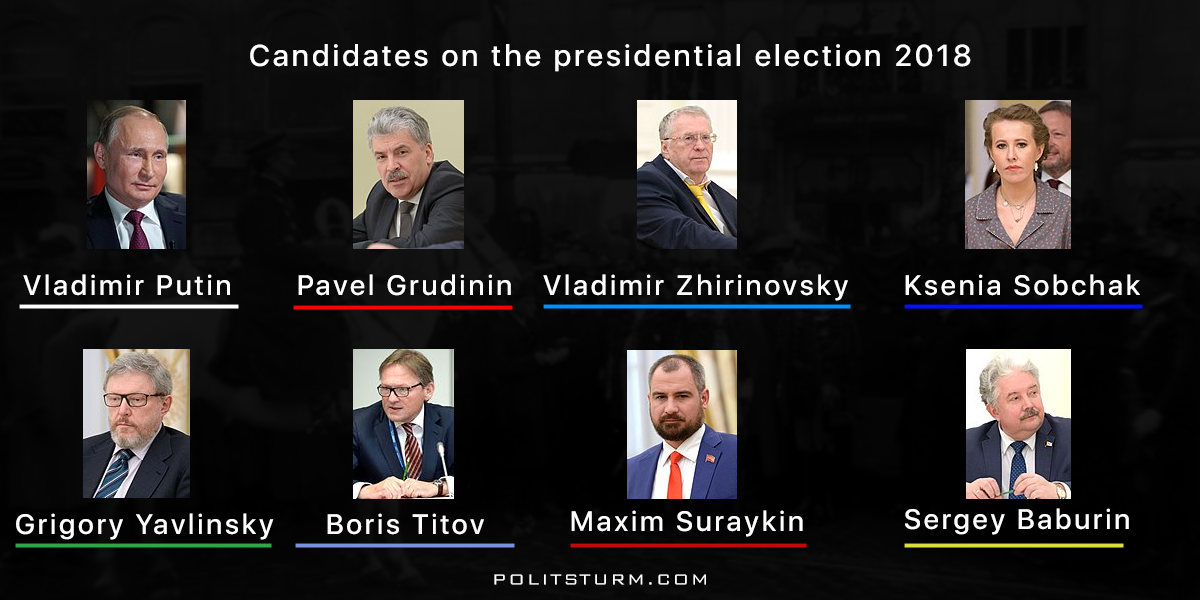 Candidates on the presidential election 2018
Vladimir Putin
Pavel Grudinin
Vladimir Zhirinovsky
Ksenia Sobchak
Grigory Yavlinsky
Boris Titov
Maxim Suraykin
Sergey Baburin
POLITSTURM.COM